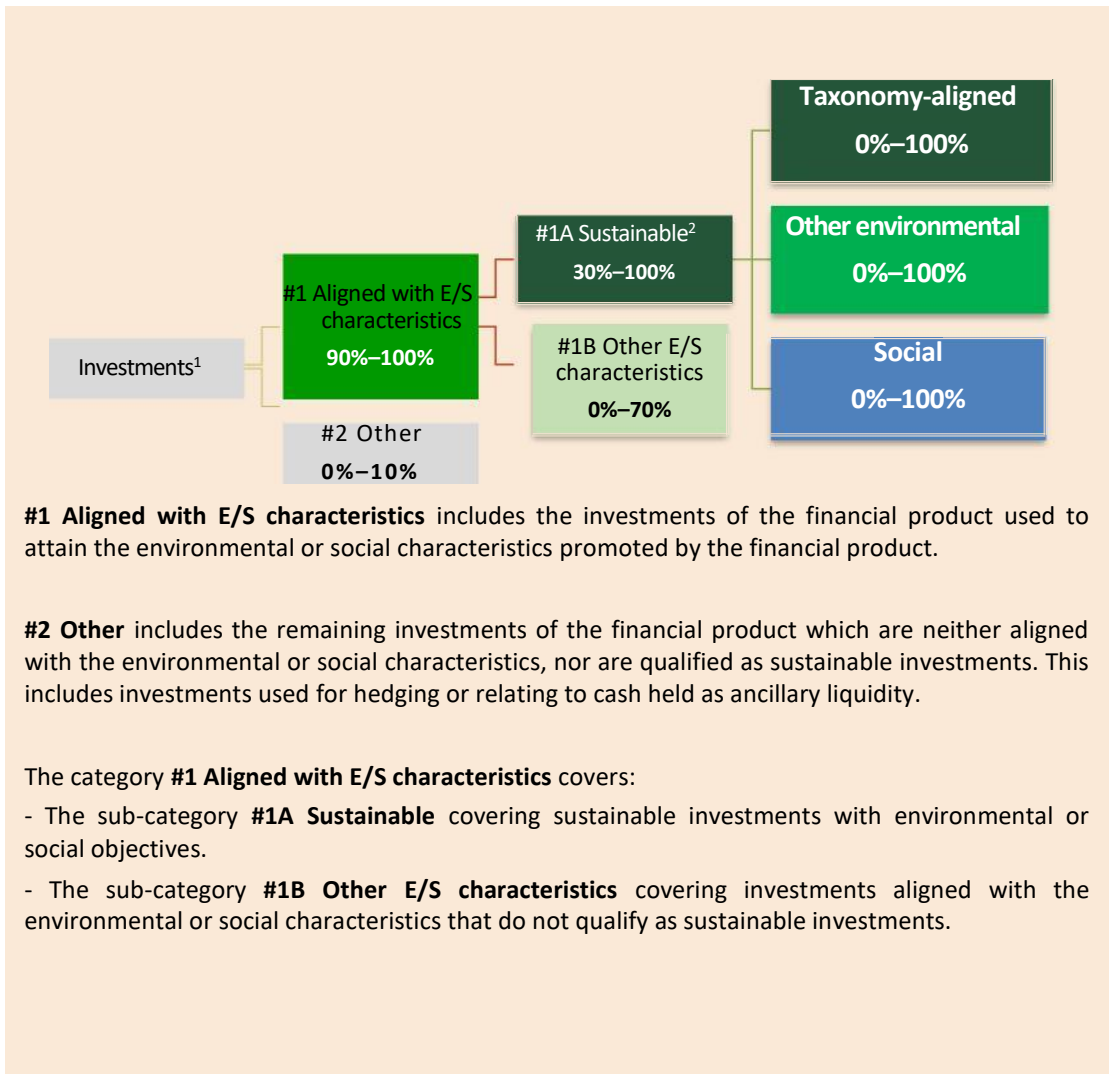 Taxonomy-aligned
0%–100%
#1A Sustainable²
30%–100%
Other environmental
0%–100%
#1 Aligned with E/S
characteristics
90%–100%
Investments¹
#1B Other E/S
characteristics
0%–70%
Social
0%–100%
#2 Other
0%–10%
#1 Aligned with E/S characteristics includes the investments of the financial product used to
attain the environmental or social characteristics promoted by the financial product.
#2 Other includes the remaining investments of the financial product which are neither aligned
with the environmental or social characteristics, nor are qualified as sustainable investments. This
includes investments used for hedging or relating to cash held as ancillary liquidity.
The category #1 Aligned with E/S characteristics covers:
- The sub-category #1A Sustainable covering sustainable investments with environmental or
social objectives.
- The sub-category #1B Other E/S characteristics covering investments aligned with the
environmental or social characteristics that do not qualify as sustainable investments.